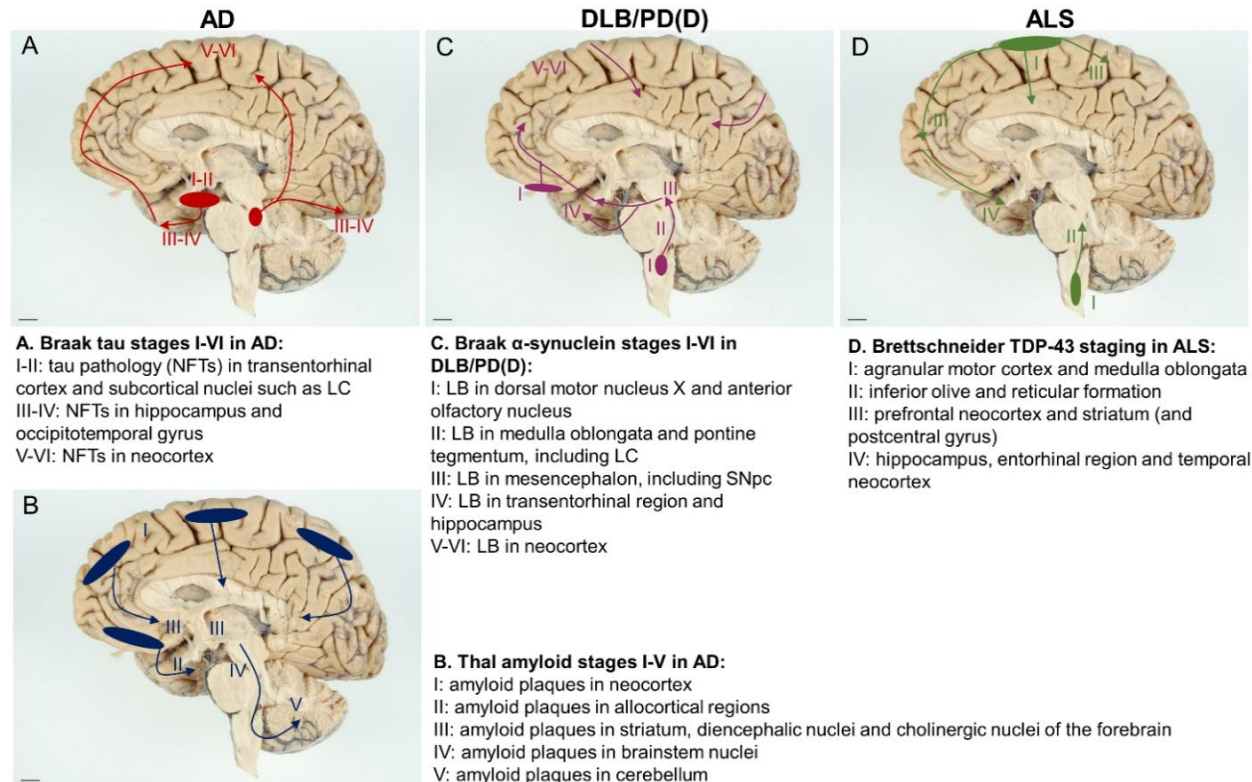 AD
DLB/PD(D)
ALS
A
V-VI
I-II
III-IV
III-IV
C
V-VI
I
IV
III
II
I
D
I
III
III
IV
II
I
A. Braak tau stages I-VI in AD:
I-II: tau pathology (NFTs) in transentorhinal
cortex and subcortical nuclei such as LC
III-IV: NFTs in hippocampus and
occipitotemporal gyrus
V-VI: NFTs in neocortex
C. Braak α-synuclein stages I-VI in
DLB/PD(D):
I: LB in dorsal motor nucleus X and anterior
olfactory nucleus
II: LB in medulla oblongata and pontine
tegmentum, including LC
III: LB in mesencephalon, including SNpc
IV: LB in transentorhinal region and
hippocampus
V-VI: LB in neocortex
D. Brettschneider TDP-43 staging in ALS:
I: agranular motor cortex and medulla oblongata
II: inferior olive and reticular formation
III: prefrontal neocortex and striatum (and
postcentral gyrus)
IV: hippocampus, entorhinal region and temporal
neocortex
B
I
III
III
II
IV
V
B. Thal amyloid stages I-V in AD:
I: amyloid plaques in neocortex
II: amyloid plaques in allocortical regions
III: amyloid plaques in striatum, diencephalic nuclei and cholinergic nuclei of the forebrain
IV: amyloid plaques in brainstem nuclei
V: amyloid plaques in cerebellum